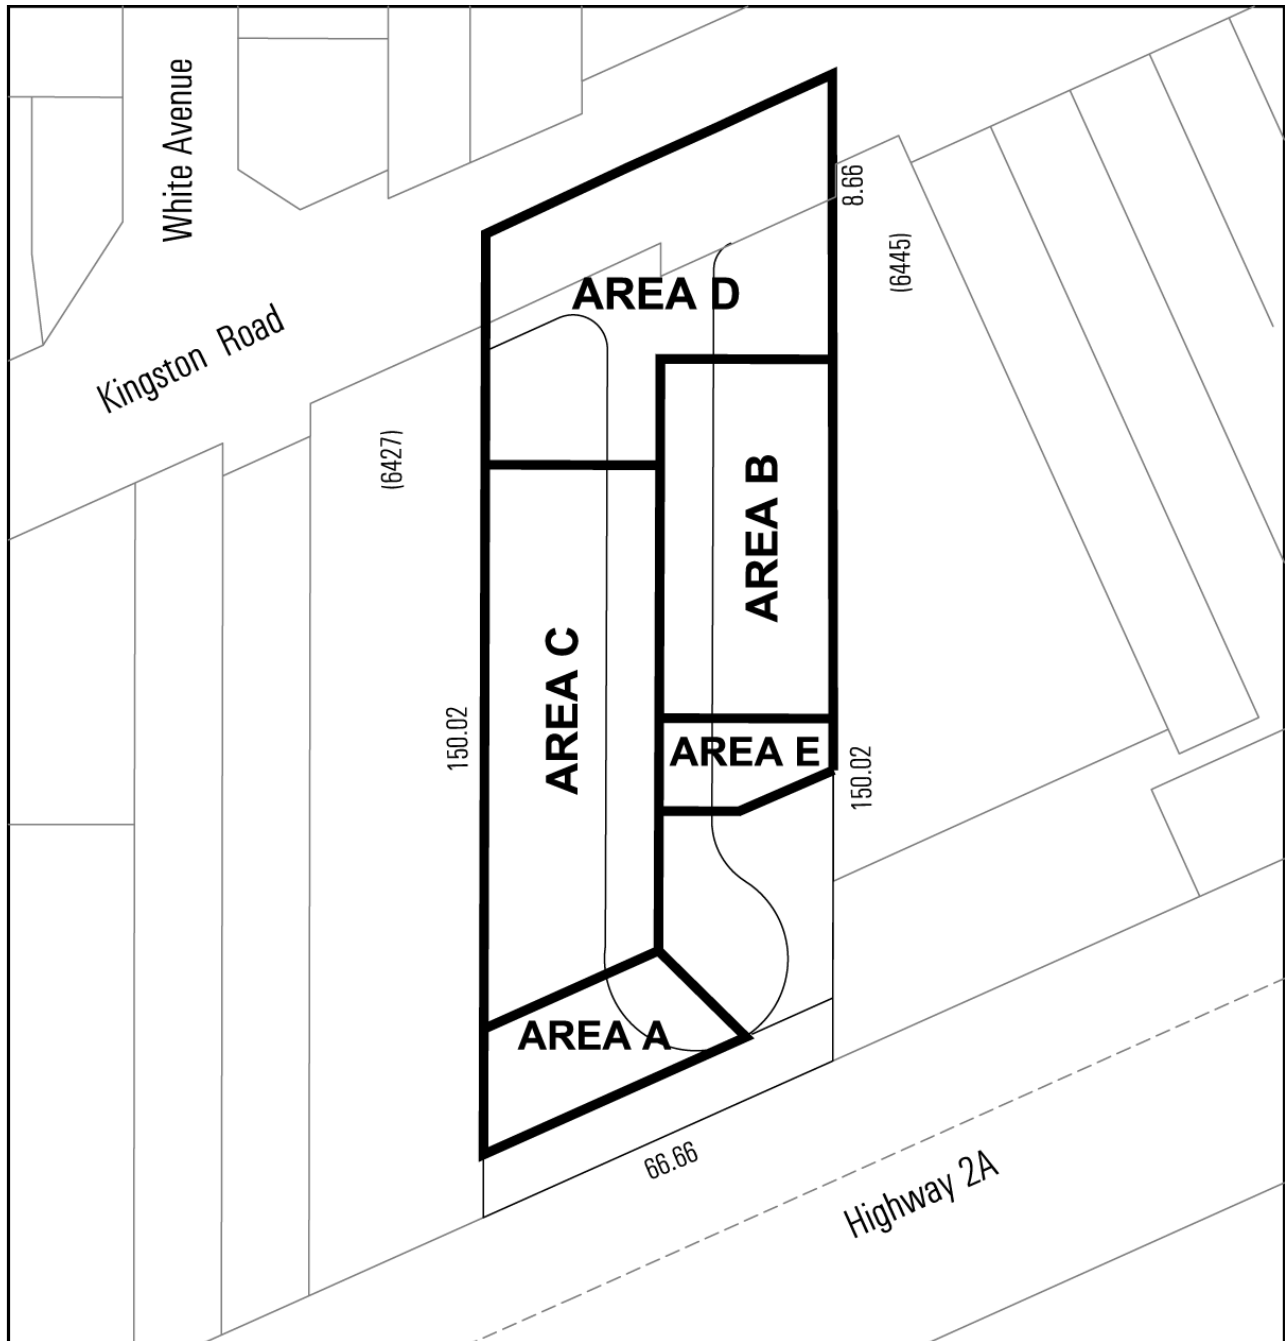 White Avenue
8.66
(6445)
AREA D
Kingston Road
(6427)
AREA B
AREA C
150.02
AREA E
150.02
AREA A
66.66
Highway 2A